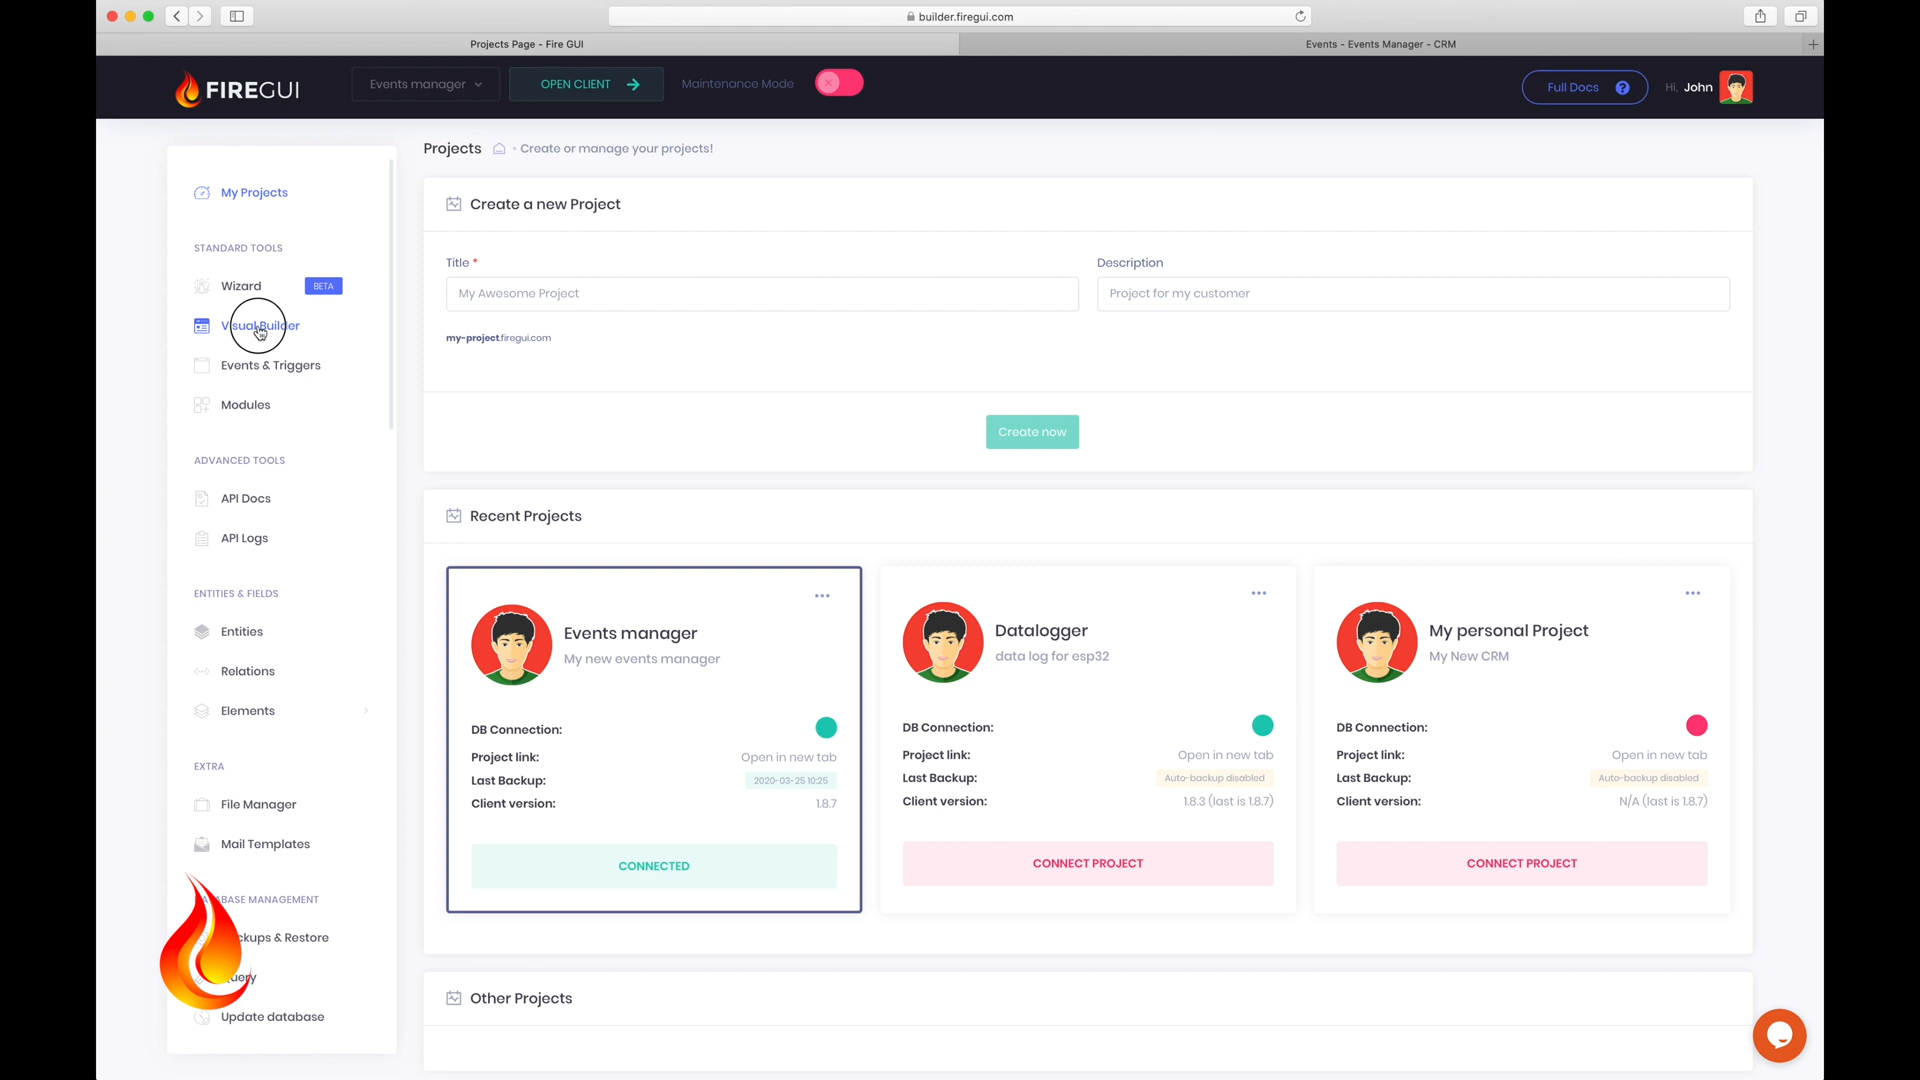 builder.firegui.com
Projects Page - Fire GUI
Events - Events Manager - CRM
FIREGUI
Events manager
OPEN CLIENT
Maintenance Mode
Full Docs
Hi, John
Projects
Create or manage your projects!
My Projects
STANDARD TOOLS
Wizard
BETA
Visual Builder
Events & Triggers
Modules
ADVANCED TOOLS
API Docs
API Logs
ENTITIES & FIELDS
Entities
Relations
Elements
EXTRA
File Manager
Mail Templates
BASE MANAGEMENT
ckups & Restore
uery
Update database
Create a new Project
Title *
Description
My Awesome Project
Project for my customer
my-project.firegui.com
Create now
Recent Projects
Events manager
My new events manager
DB Connection:
Project link:
Open in new tab
Last Backup:
2020-03-25 10:25
Client version:
1.8.7
CONNECTED
Datalogger
data log for esp32
DB Connection:
Project link:
Open in new tab
Last Backup:
Auto-backup disabled
Client version:
1.8.3 (last is 1.8.7)
CONNECT PROJECT
My personal Project
My New CRM
DB Connection:
Project link:
Open in new tab
Last Backup:
Auto-backup disabled
Client version:
N/A (last is 1.8.7)
CONNECT PROJECT
Other Projects